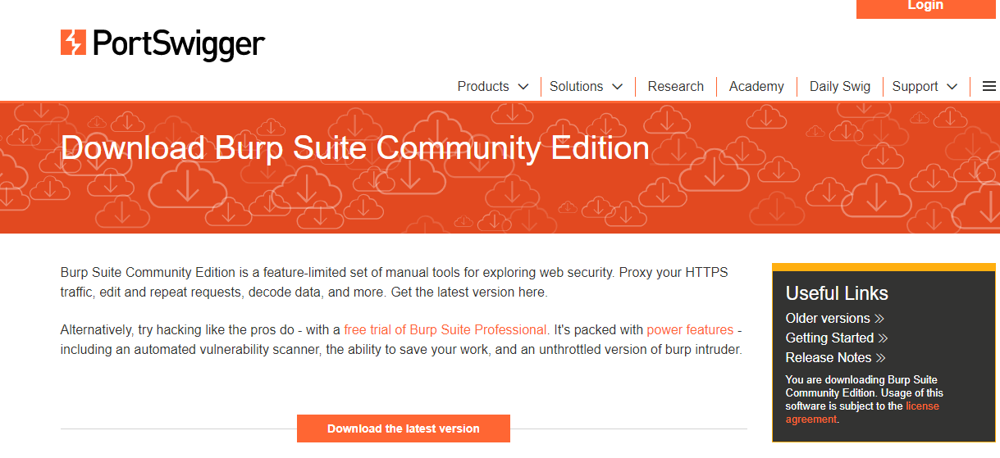 Login
PortSwigger
Products
Solutions
Research
Academy
Daily Swig
Support
Download Burp Suite Community Edition
Burp Suite Community Edition is a feature-limited set of manual tools for exploring web security. Proxy your HTTPS
traffic, edit and repeat requests, decode data, and more. Get the latest version here.
Alternatively, try hacking like the pros do - with a free trial of Burp Suite Professional. It's packed with power features -
including an automated vulnerability scanner, the ability to save your work, and an unthrottled version of burp intruder.
Download the latest version
Useful Links
Older versions
Getting Started
Release Notes
You are downloading Burp Suite
Community Edition. Usage of this
software is subject to the license
agreement.